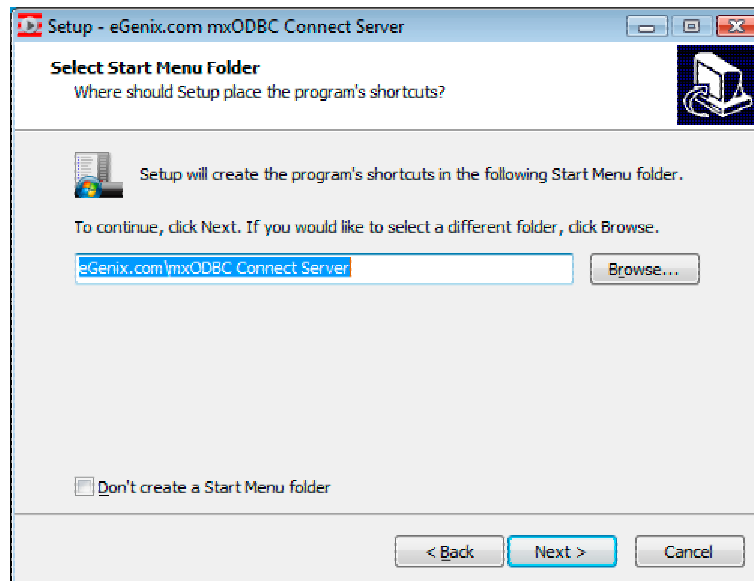 Setup - eGenix.com mxODBC Connect Server
Select Start Menu Folder
Where should Setup place the program's shortcuts?
Setup will create the program's shortcuts in the following Start Menu folder.
To continue, click Next. If you would like to select a different folder, click Browse.
eGenix.com\mxODBC Connect Server
Browse...
Don't create a Start Menu folder
< Back
Next >
Cancel